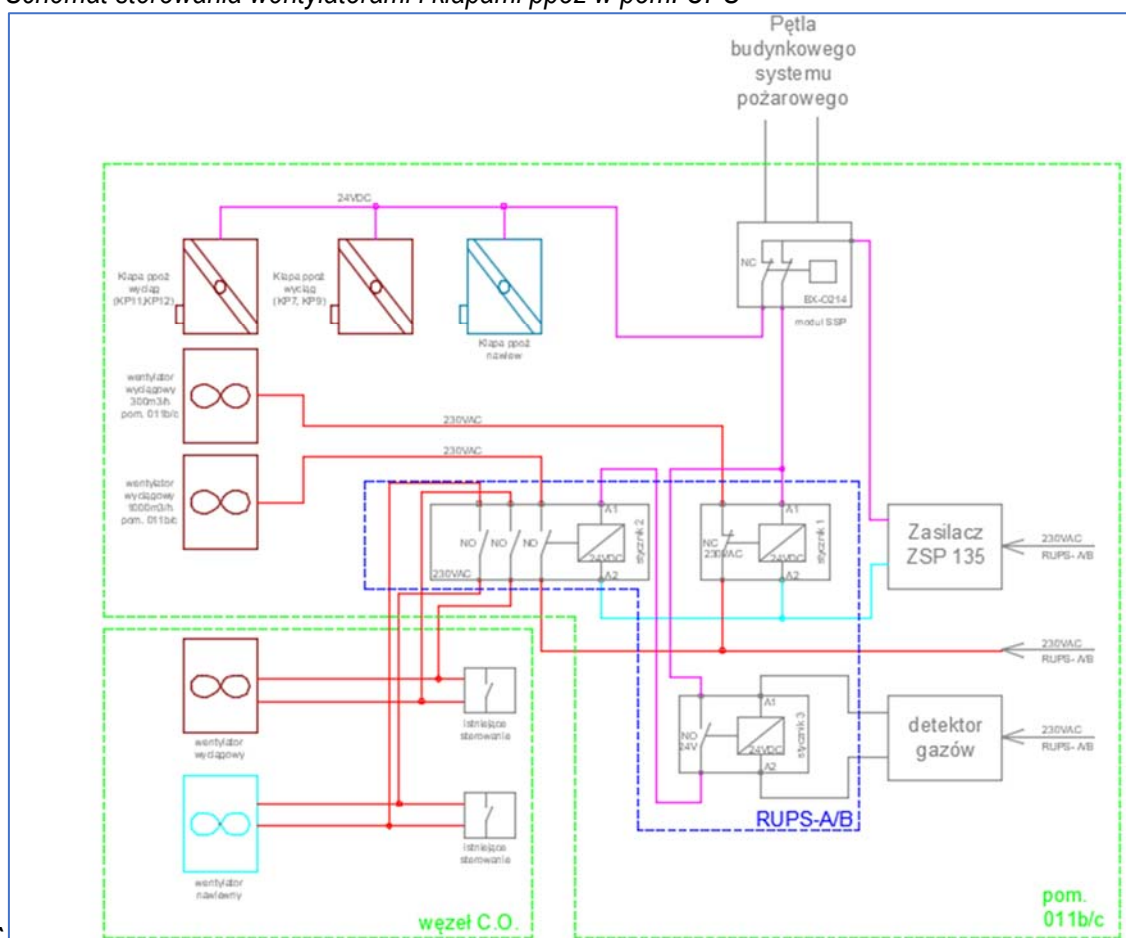 Schemat sterowania wentylatorami i klapami ppoż w pom. UPS
Pętla
budynkowego
systemu
pożarowego
24VDC
Klapa ppoż
wyciąg
(KP11,KP12)
Klapa ppoż
wyciąg
(KP7, KP9)
Klapa ppoż
nawiew
NC
BX-O2I4
moduł SSP
wentylator
wyciągowy
300m3/h
pom. 011b/c
230VAC
wentylator
wyciągowy
1000m3/h
pom. 011b/c
230VAC
NO
NO
NO
230VAC
A1
24VDC
A2
stycznik 2
NC
230VAC
A1
24VDC
A2
stycznik 1
Zasilacz
ZSP 135
230VAC
RUPS-A/B
230VAC
RUPS-A/B
wentylator
wyciągowy
istniejące
sterowanie
NO
24V
A1
24VDC
A2
stycznik 3
detektor
gazów
230VAC
RUPS-A/B
RUPS-A/B
wentylator
nawiewny
istniejące
sterowanie
węzeł C.O.
pom.
011b/c